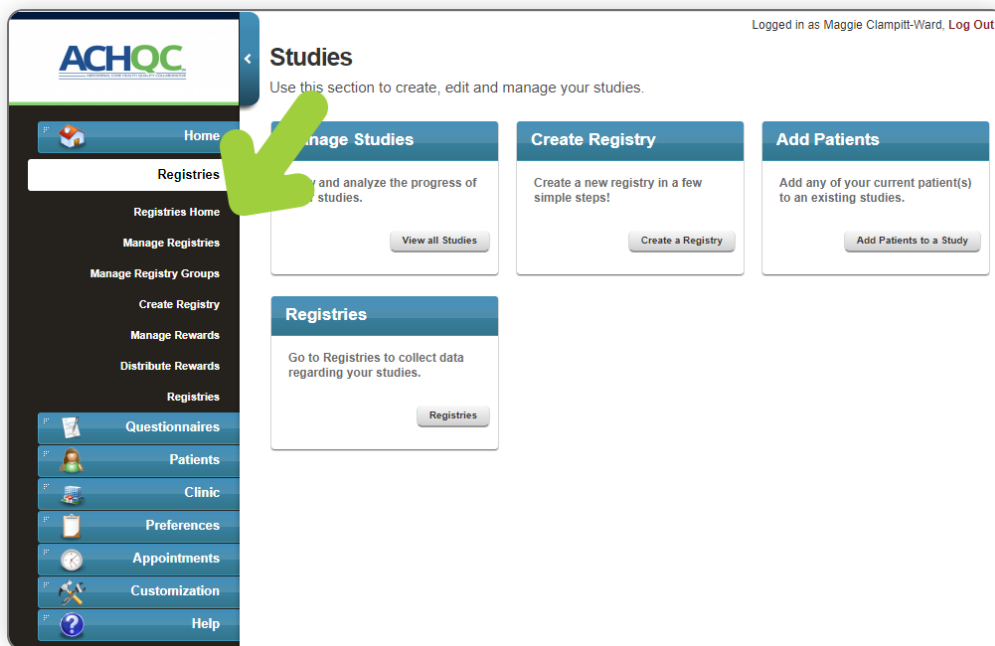 Logged in as Maggie Clampitt-Ward, Log Out
ACHQC
Studies
Use this section to create, edit and manage your studies.
Home
Registries
Registries Home
Manage Registries
Manage Registry Groups
Create Registry
Manage Rewards
Distribute Rewards
Registries
Questionnaires
Patients
Clinic
Preferences
Appointments
Customization
Help
nage Studies
and analyze the progress of
studies.
View all Studies
Create Registry
Create a new registry in a few
simple steps!
Create a Registry
Add Patients
Add any of your current patient(s)
to an existing studies.
Add Patients to a Study
Registries
Go to Registries to collect data
regarding your studies.
Registries